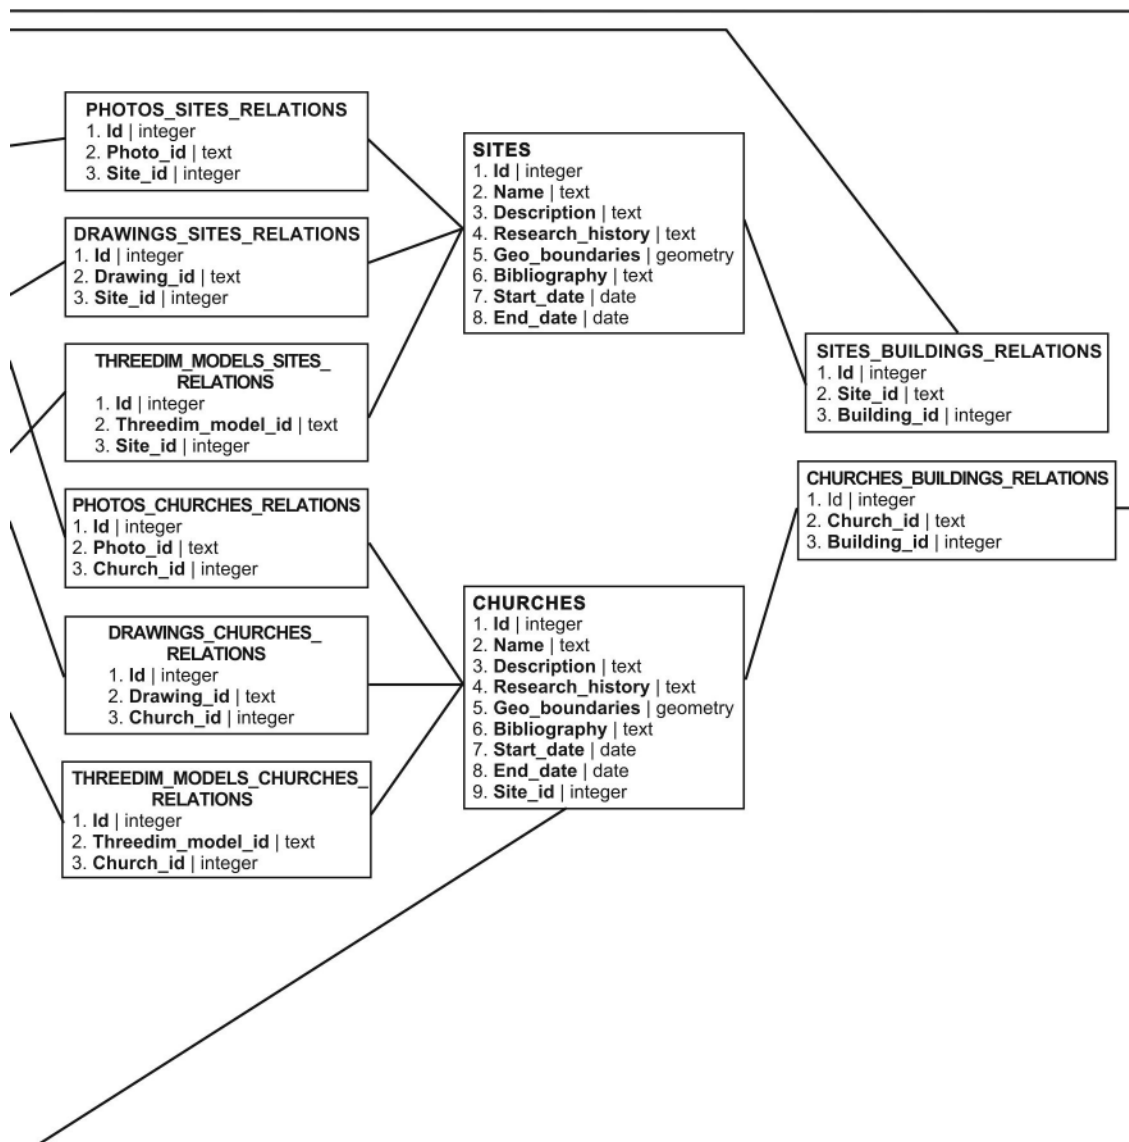 PHOTOS_SITES_RELATIONS
1. Id | integer
2. Photo_id | text
3. Site_id | integer
DRAWINGS_SITES_RELATIONS
1. Id | integer
2. Drawing_id | text
3. Site_id | integer
THREEDIM_MODELS_SITES_
RELATIONS
1. Id | integer
2. Threedim_model_id | text
3. Site_id | integer
PHOTOS_CHURCHES_RELATIONS
1. Id | integer
2. Photo_id | text
3. Church_id | integer
DRAWINGS_CHURCHES_
RELATIONS
1. Id | integer
2. Drawing_id | text
3. Church_id | integer
THREEDIM_MODELS_CHURCHES_
RELATIONS
1. Id | integer
2. Threedim_model_id | text
3. Church_id | integer
SITES
1. Id | integer
2. Name | text
3. Description | text
4. Research_history | text
5. Geo_boundaries | geometry
6. Bibliography | text
7. Start_date | date
8. End_date | date
CHURCHES
1. Id | integer
2. Name | text
3. Description | text
4. Research_history | text
5. Geo_boundaries | geometry
6. Bibliography | text
7. Start_date | date
8. End_date | date
9. Site_id | integer
SITES_BUILDINGS_RELATIONS
1. Id | integer
2. Site_id | text
3. Building_id | integer
CHURCHES_BUILDINGS_RELATIONS
1. Id | integer
2. Church_id | text
3. Building_id | integer